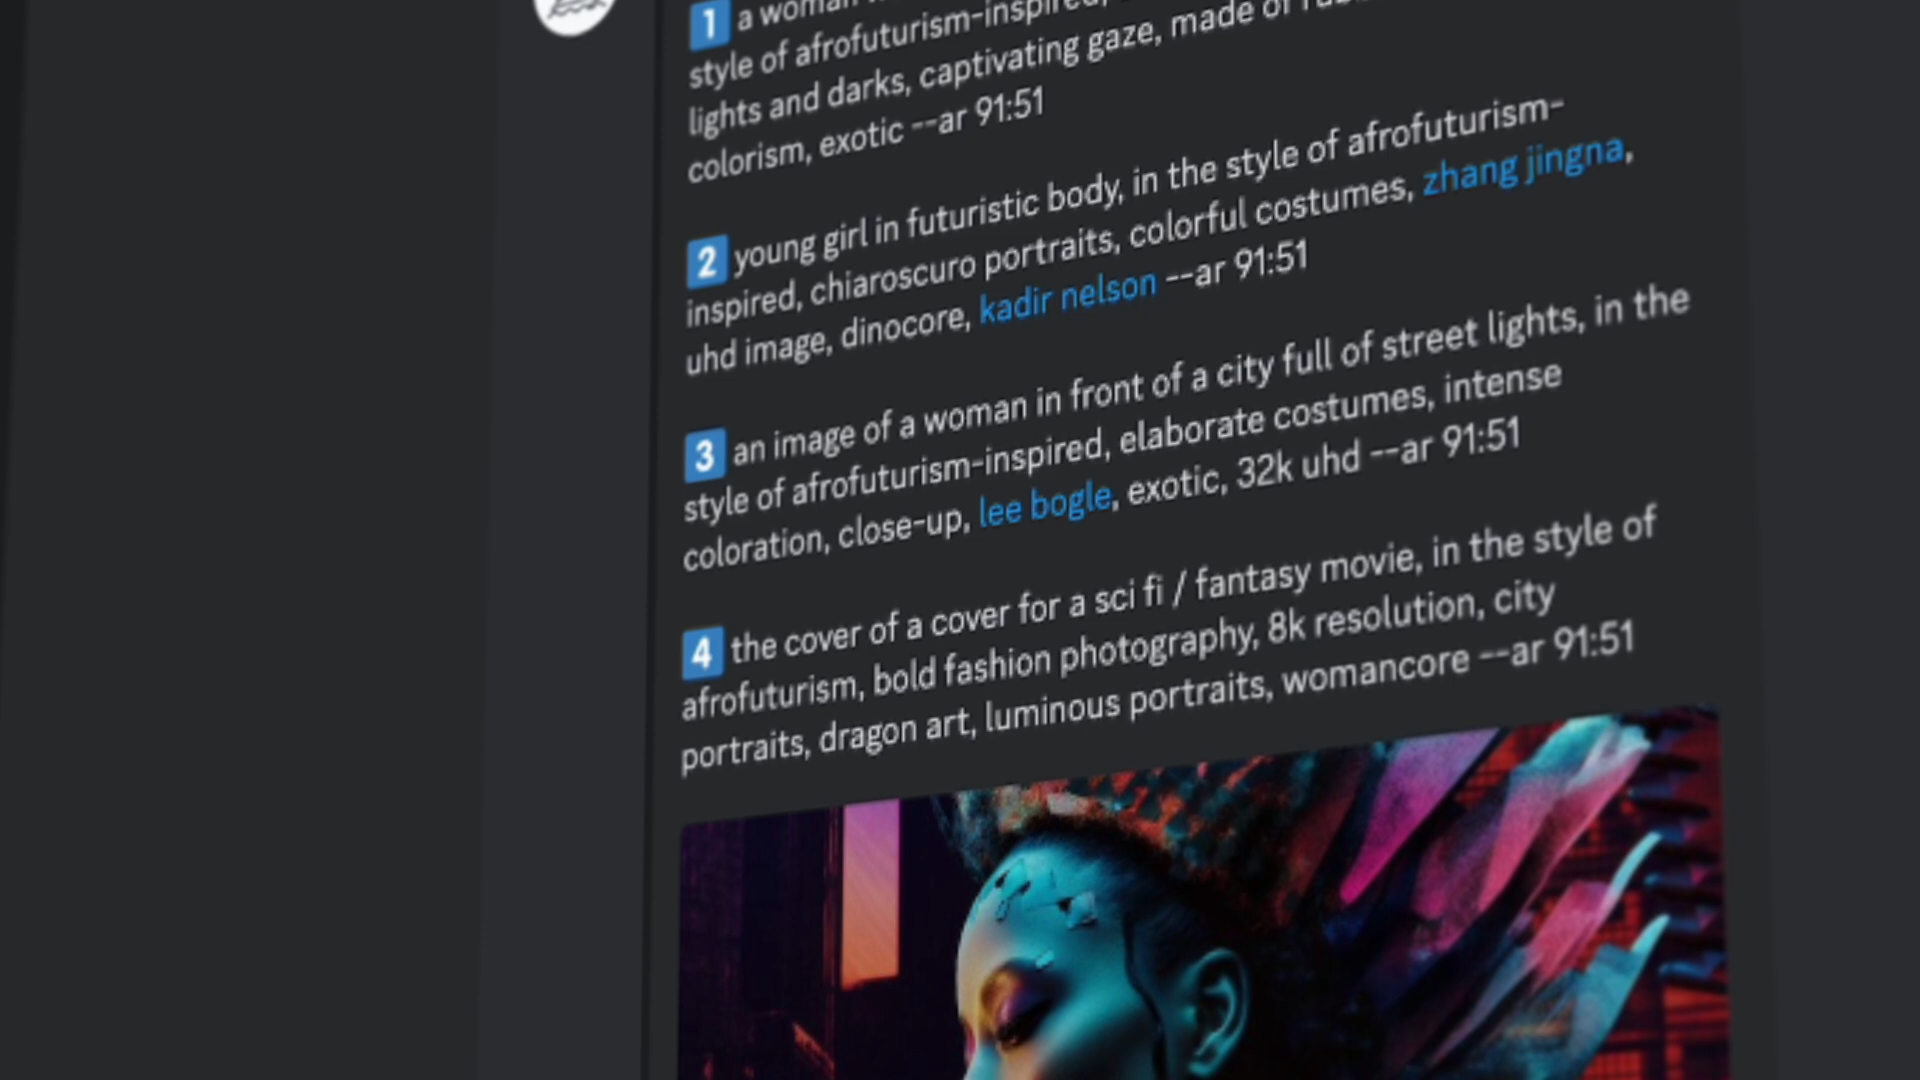 1 a woman
style of afrofuturism-inspired,
lights and darks, captivating gaze, made of
colorism, exotic --ar 91:51
2 young girl in futuristic body, in the style of afrofuturism-
inspired, chiaroscuro portraits, colorful costumes, zhang jingna,
uhd image, dinocore, kadir nelson --ar 91:51
3 an image of a woman in front of a city full of street lights, in the
style of afrofuturism-inspired, elaborate costumes, intense
coloration, close-up, lee bogle, exotic, 32k uhd --ar 91:51
4 the cover of a cover for a sci fi / fantasy movie, in the style of
afrofuturism, bold fashion photography, 8k resolution, city
portraits, dragon art, luminous portraits, womancore --ar 91:51